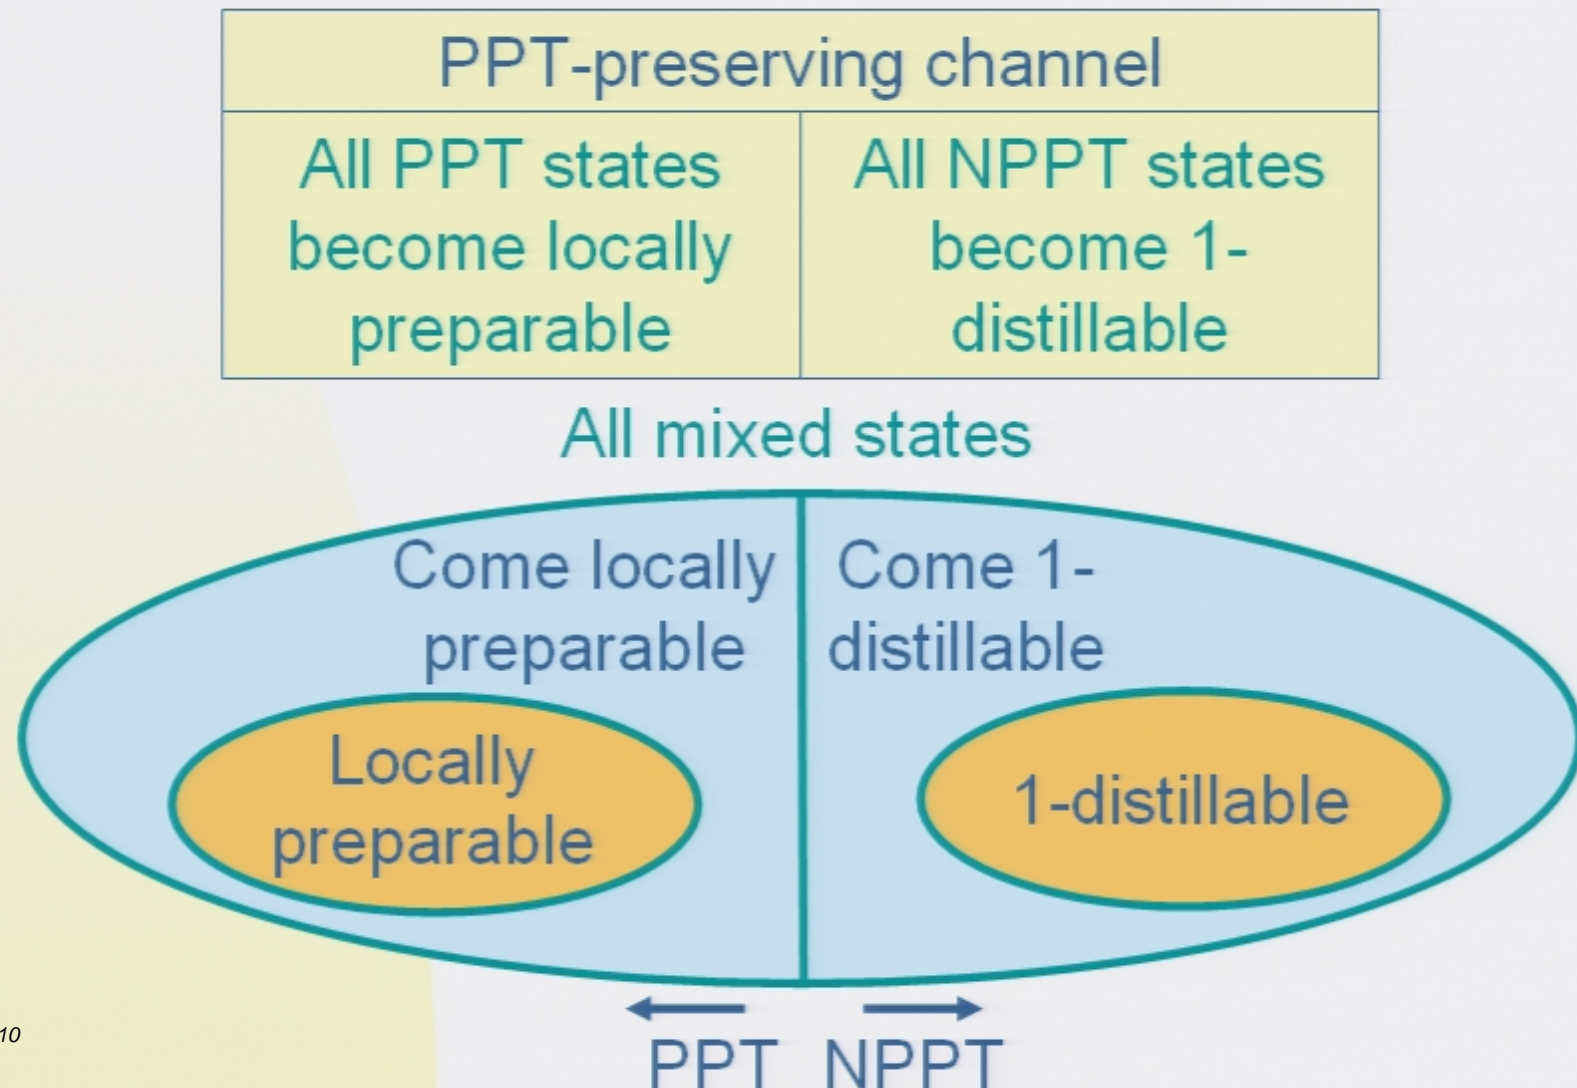 PPT-preserving channel
All PPT states
become locally
preparable
All NPPT states
become 1-
distillable
All mixed states
Come locally
preparable
Come 1-
distillable
Locally
preparable
1-distillable
PPT NPPT
10